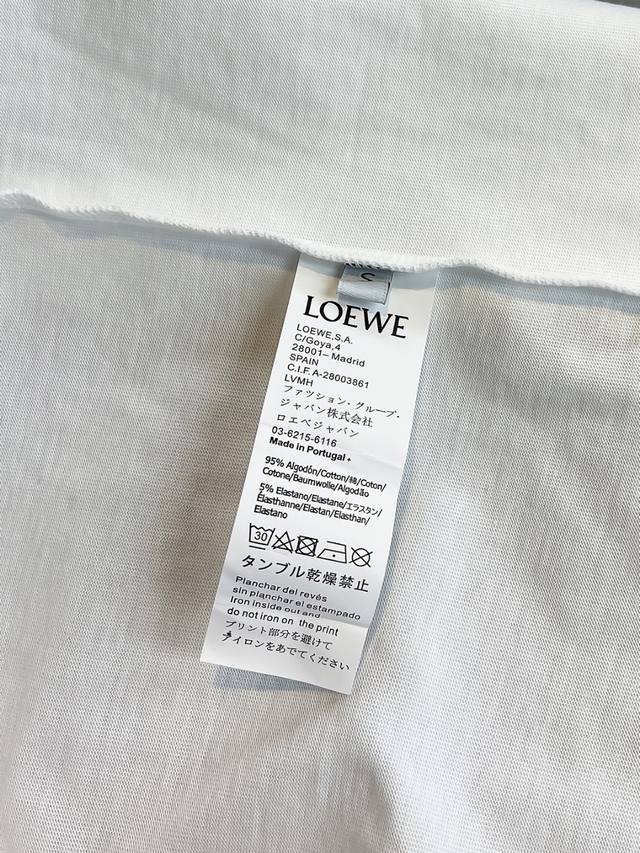 S
LOEWE
LOEWE,S.A.
C/Goya,4
28001–Madrid
SPAIN
C.I.F.A-28003861
LVMH
ファツション・グループ・
ジャパン株式会社
ロエベジャパン
03-6215-6116
Made in Portugal
95% Algodón/Cotton/綿/Coton/
Cotone/Baumwolle/Algodão
5% Elastano/Elastane/エラスタン/
Élasthanne/Elastan/Elasthan/
Elastano
30
タンブル乾燥禁止
Planchar del revés
sin planchar el estampado
Iron inside out and
do not iron on the print
プリント部分を避けて
アイロンをあてください